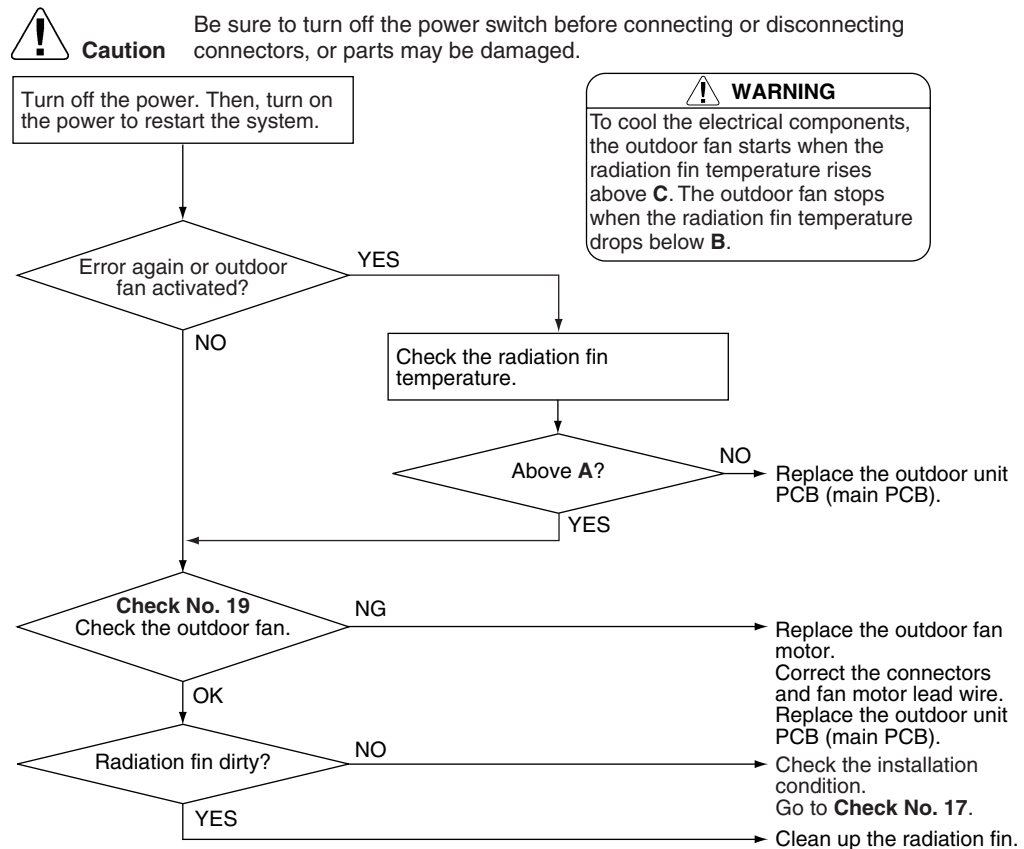 Be sure to turn off the power switch before connecting or disconnecting
Caution connectors, or parts may be damaged.
Turn off the power. Then, turn on
the power to restart the system.
WARNING
To cool the electrical components,
the outdoor fan starts when the
radiation fin temperature rises
above C. The outdoor fan stops
when the radiation fin temperature
drops below B.
Error again or outdoor
fan activated?
YES
NO
Check the radiation fin
temperature.
Above A?
NO
Replace the outdoor unit
PCB (main PCB).
YES
Check No. 19
Check the outdoor fan.
NG
Replace the outdoor fan
motor.
Correct the connectors
and fan motor lead wire.
Replace the outdoor unit
PCB (main PCB).
OK
Radiation fin dirty?
NO
Check the installation
condition.
Go to Check No. 17.
YES
Clean up the radiation fin.